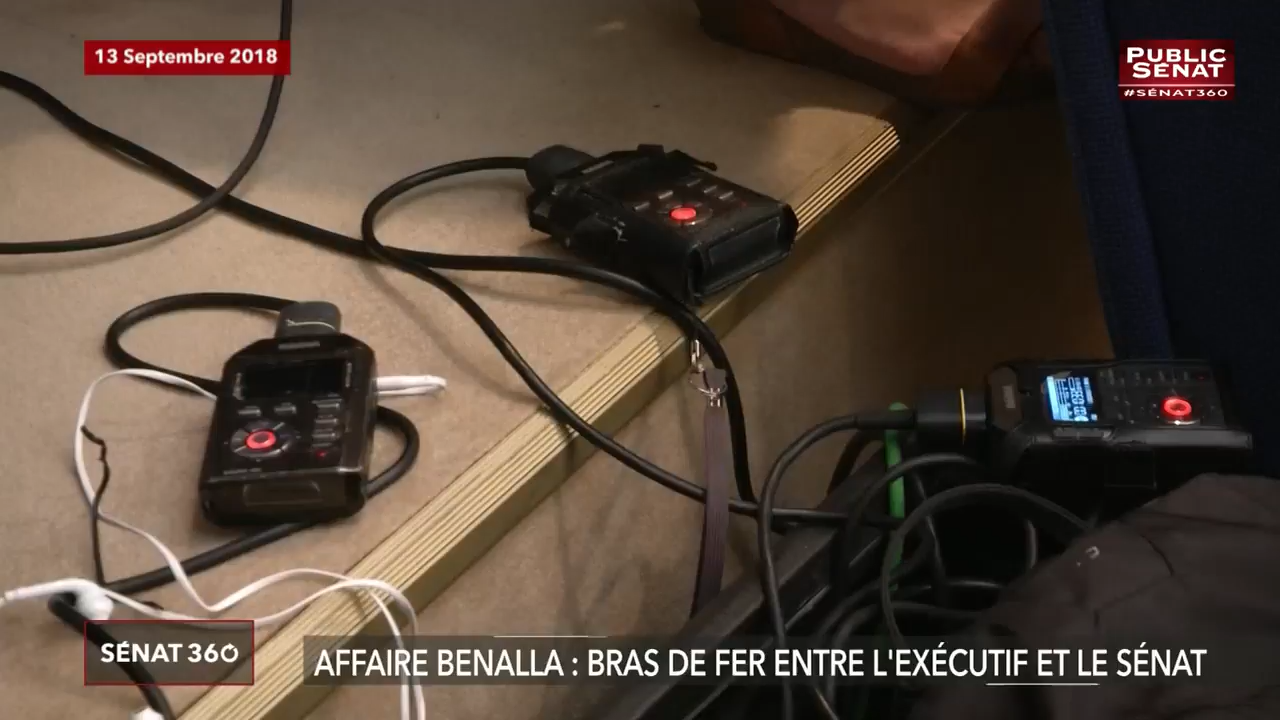 13 Septembre 2018
PUBLIC
SÉNAT
#SÉNAT360
SÉNAT 360
AFFAIRE BENALLA : BRAS DE FER ENTRE L'EXÉCUTIF ET LE SÉNAT